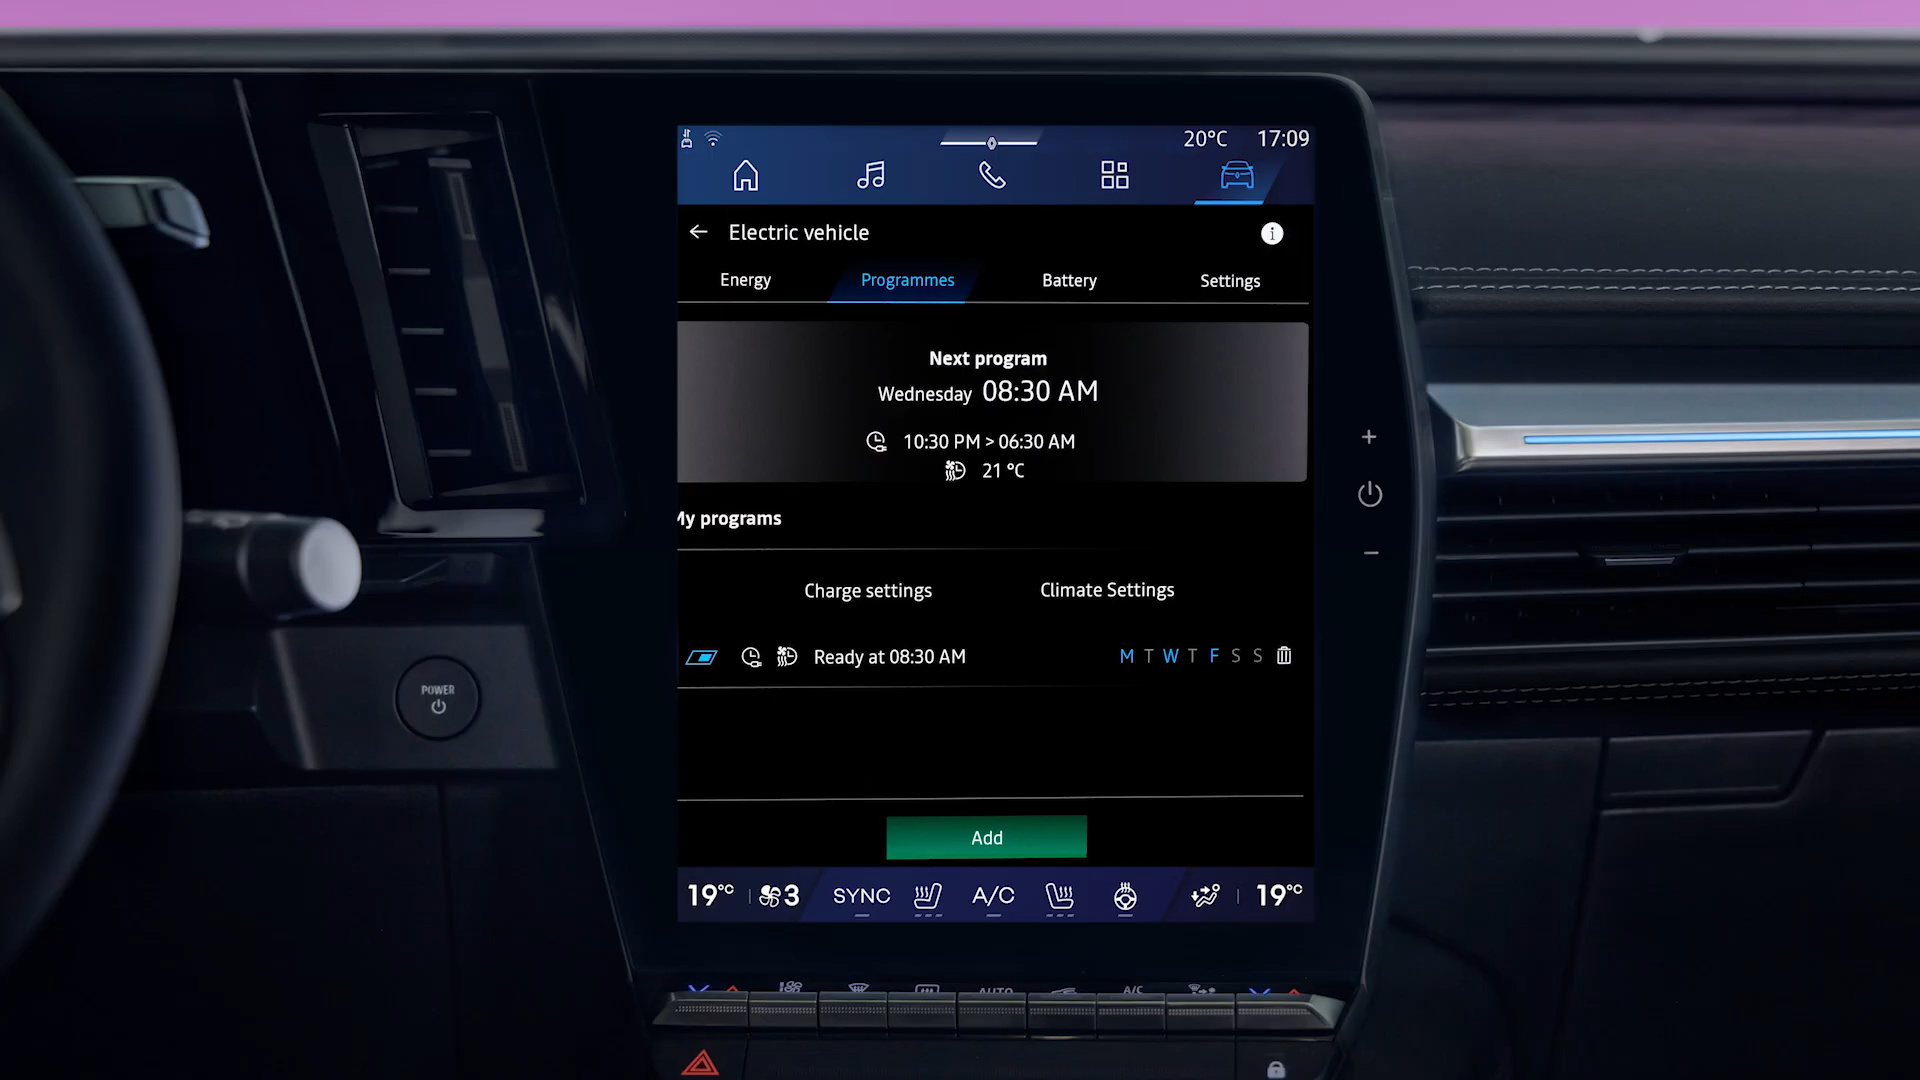 20°C 17:09
Electric vehicle
Energy Programmes Battery Settings
Next program
Wednesday 08:30 AM
10:30 PM > 06:30 AM
21 °C
My programs
Charge settings Climate Settings
Ready at 08:30 AM M T W T F S S
POWER
Add
19°C 3 SYNC A/C 19°C
AUTO A/C